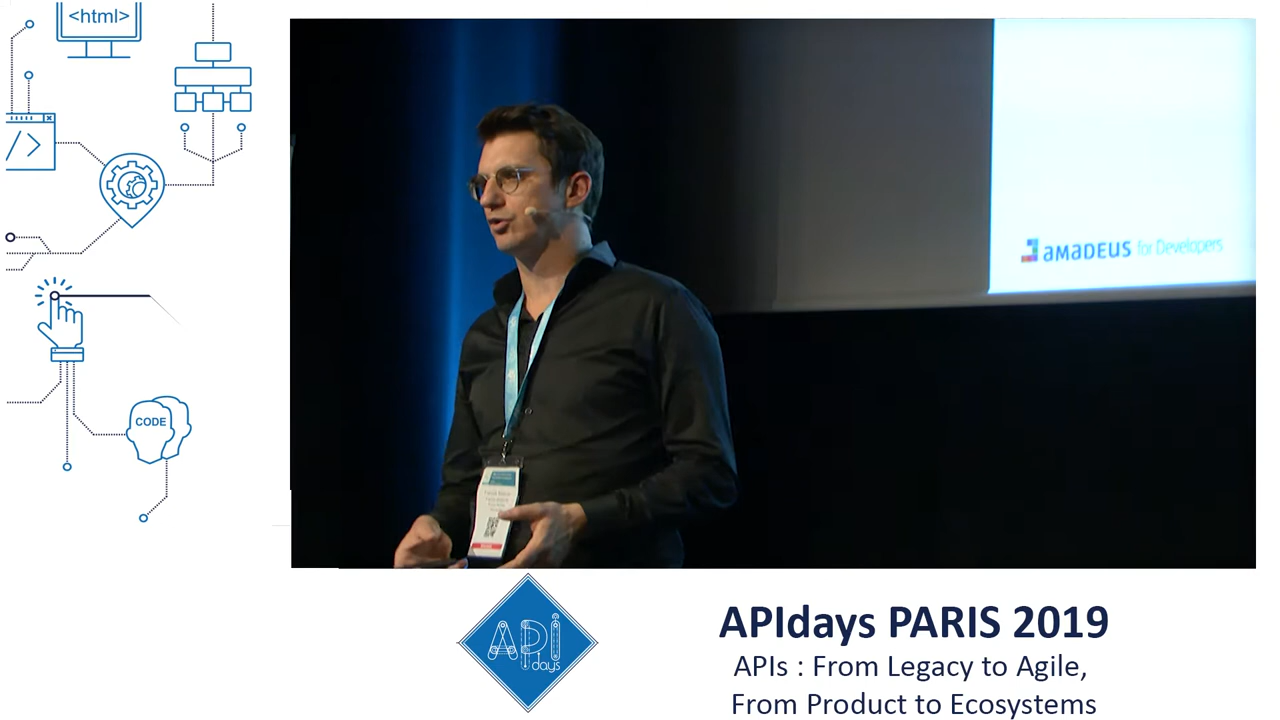 <html>
</>
amadeus for Developers
CODE
API
days
APIdays PARIS 2019
APIs : From Legacy to Agile,
From Product to Ecosystems